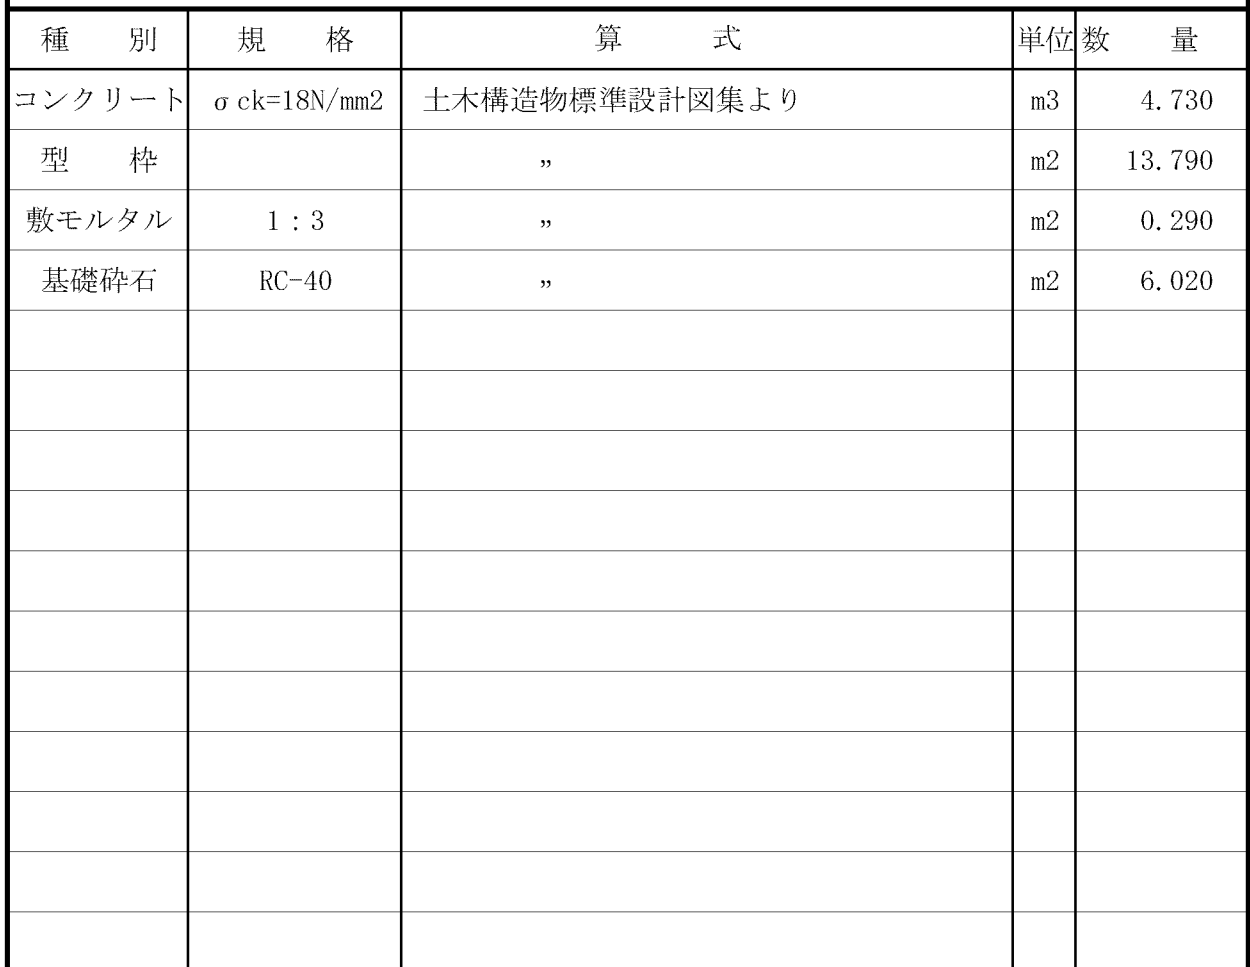 種　別 規　格 算　　式 単位 数　量
コンクリート σck=18N/mm2 土木構造物標準設計図集より m3 4.730
型　枠 〃 m2 13.790
敷モルタル 1：3 〃 m2 0.290
基礎砕石 RC-40 〃 m2 6.020